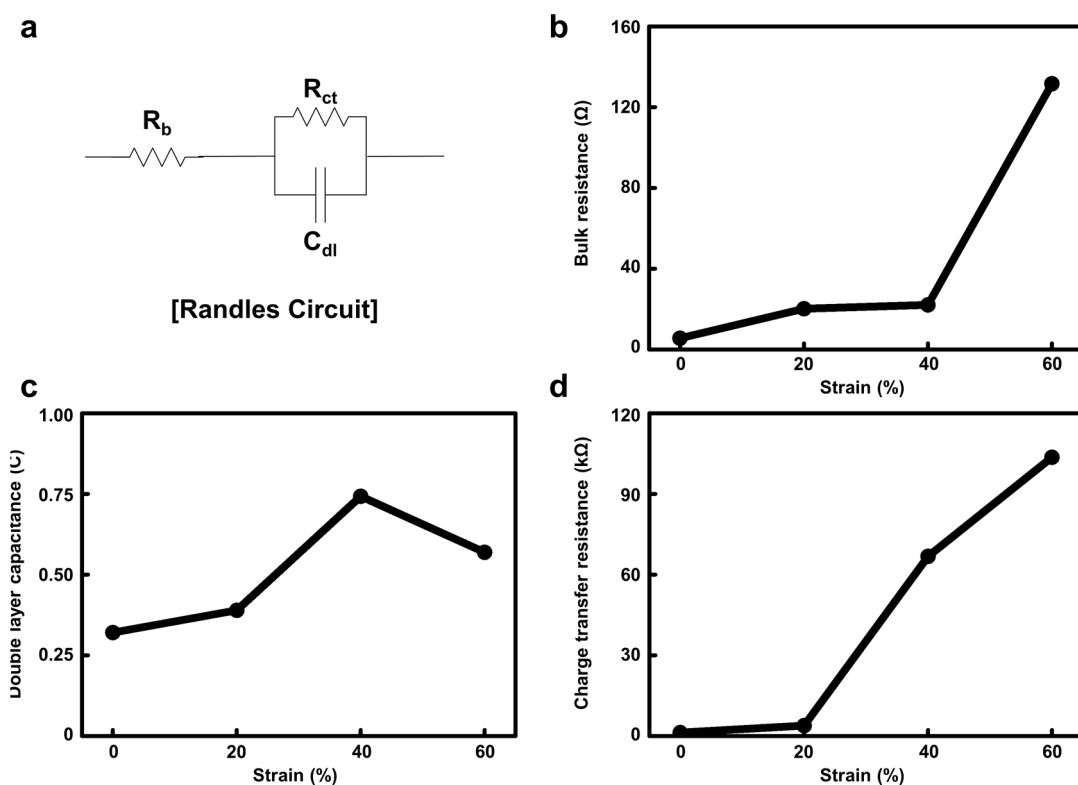 a
R_b
R_ct
C_dl
[Randles Circuit]
b
Bulk resistance (Ω)
160
120
80
40
0
0 20 40 60
Strain (%)
c
Double layer capacitance (C)
1.00
0.75
0.50
0.25
0
0 20 40 60
Strain (%)
d
Charge transfer resistance (kΩ)
120
90
60
30
0
0 20 40 60
Strain (%)